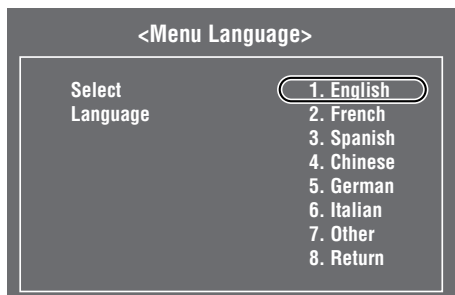 <Menu Language>
Select 1. English
Language 2. French
3. Spanish
4. Chinese
5. German
6. Italian
7. Other
8. Return